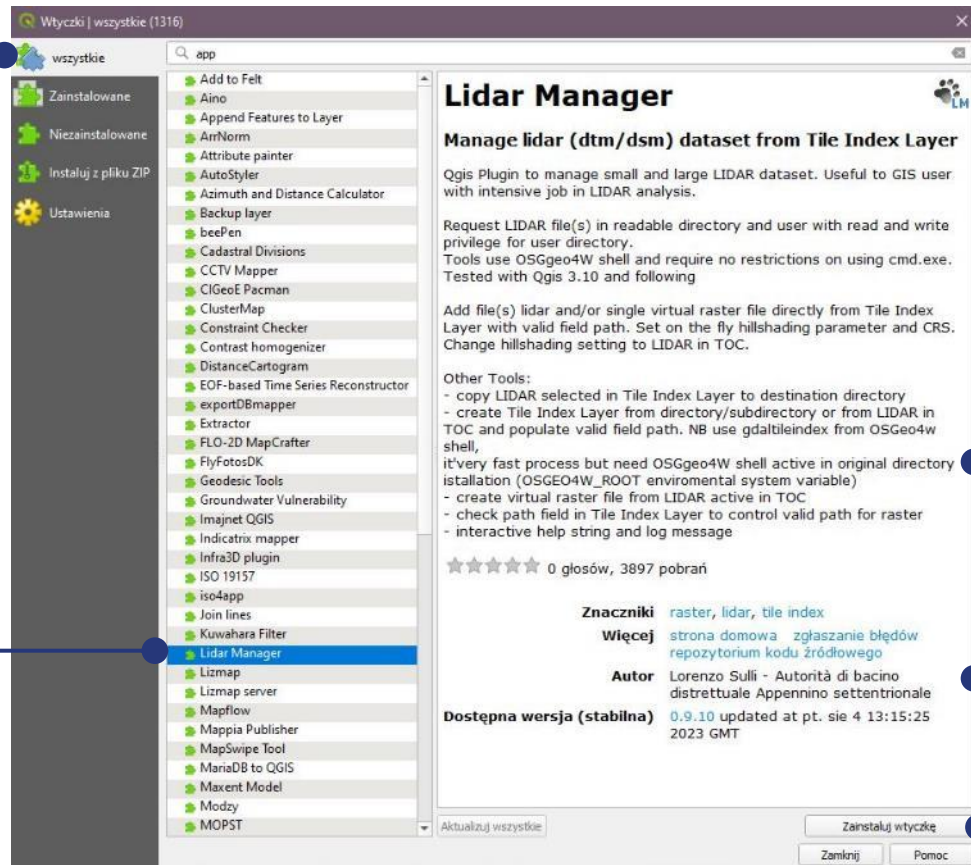 Wtyczki | wszystkie (1316)
wszystkie
Zainstalowane
Niezainstalowane
Instaluj z pliku ZIP
Ustawienia
app
Add to Felt
Aino
Append Features to Layer
ArrNorm
Attribute painter
AutoStyler
Azimuth and Distance Calculator
Backup layer
beePen
Cadastral Divisions
CCTV Mapper
CIGeoE Pacman
ClusterMap
Constraint Checker
Contrast homogenizer
DistanceCartogram
EOF-based Time Series Reconstructor
exportDBmapper
Extractor
FLO-2D MapCrafter
FlyFotosDK
Geodesic Tools
Groundwater Vulnerability
Imajnet QGIS
Indicatrix mapper
Infra3D plugin
ISO 19157
iso4app
Join lines
Kuwahara Filter
Lidar Manager
Lizmap
Lizmap server
Mapflow
Mappia Publisher
MapSwipe Tool
MariaDB to QGIS
Maxent Model
Modzy
MOPST
Lidar Manager
LM
Manage lidar (dtm/dsm) dataset from Tile Index Layer
Qgis Plugin to manage small and large LIDAR dataset. Useful to GIS user
with intensive job in LIDAR analysis.
Request LIDAR file(s) in readable directory and user with read and write
privilege for user directory.
Tools use OSGgeo4W shell and require no restrictions on using cmd.exe.
Tested with Qgis 3.10 and following
Add file(s) lidar and/or single virtual raster file directly from Tile Index
Layer with valid field path. Set on the fly hillshading parameter and CRS.
Change hillshading setting to LIDAR in TOC.
Other Tools:
- copy LIDAR selected in Tile Index Layer to destination directory
- create Tile Index Layer from directory/subdirectory or from LIDAR in
TOC and populate valid field path. NB use gdaltileindex from OSGeo4w
shell,
it'very fast process but need OSGgeo4W shell active in original directory
istallation (OSGEO4W_ROOT enviromental system variable)
- create virtual raster file from LIDAR active in TOC
- check path field in Tile Index Layer to control valid path for raster
- interactive help string and log message
0 głosów, 3897 pobrań
Znaczniki raster, lidar, tile index
Więcej strona domowa zgłaszanie błędów
repozytorium kodu źródłowego
Autor Lorenzo Sulli - Autorità di bacino
distrettuale Appennino settentrionale
Dostępna wersja (stabilna) 0.9.10 updated at pt. sie 4 13:15:25
2023 GMT
Aktualizuj wszystkie
Zainstaluj wtyczkę
Zamknij
Pomoc